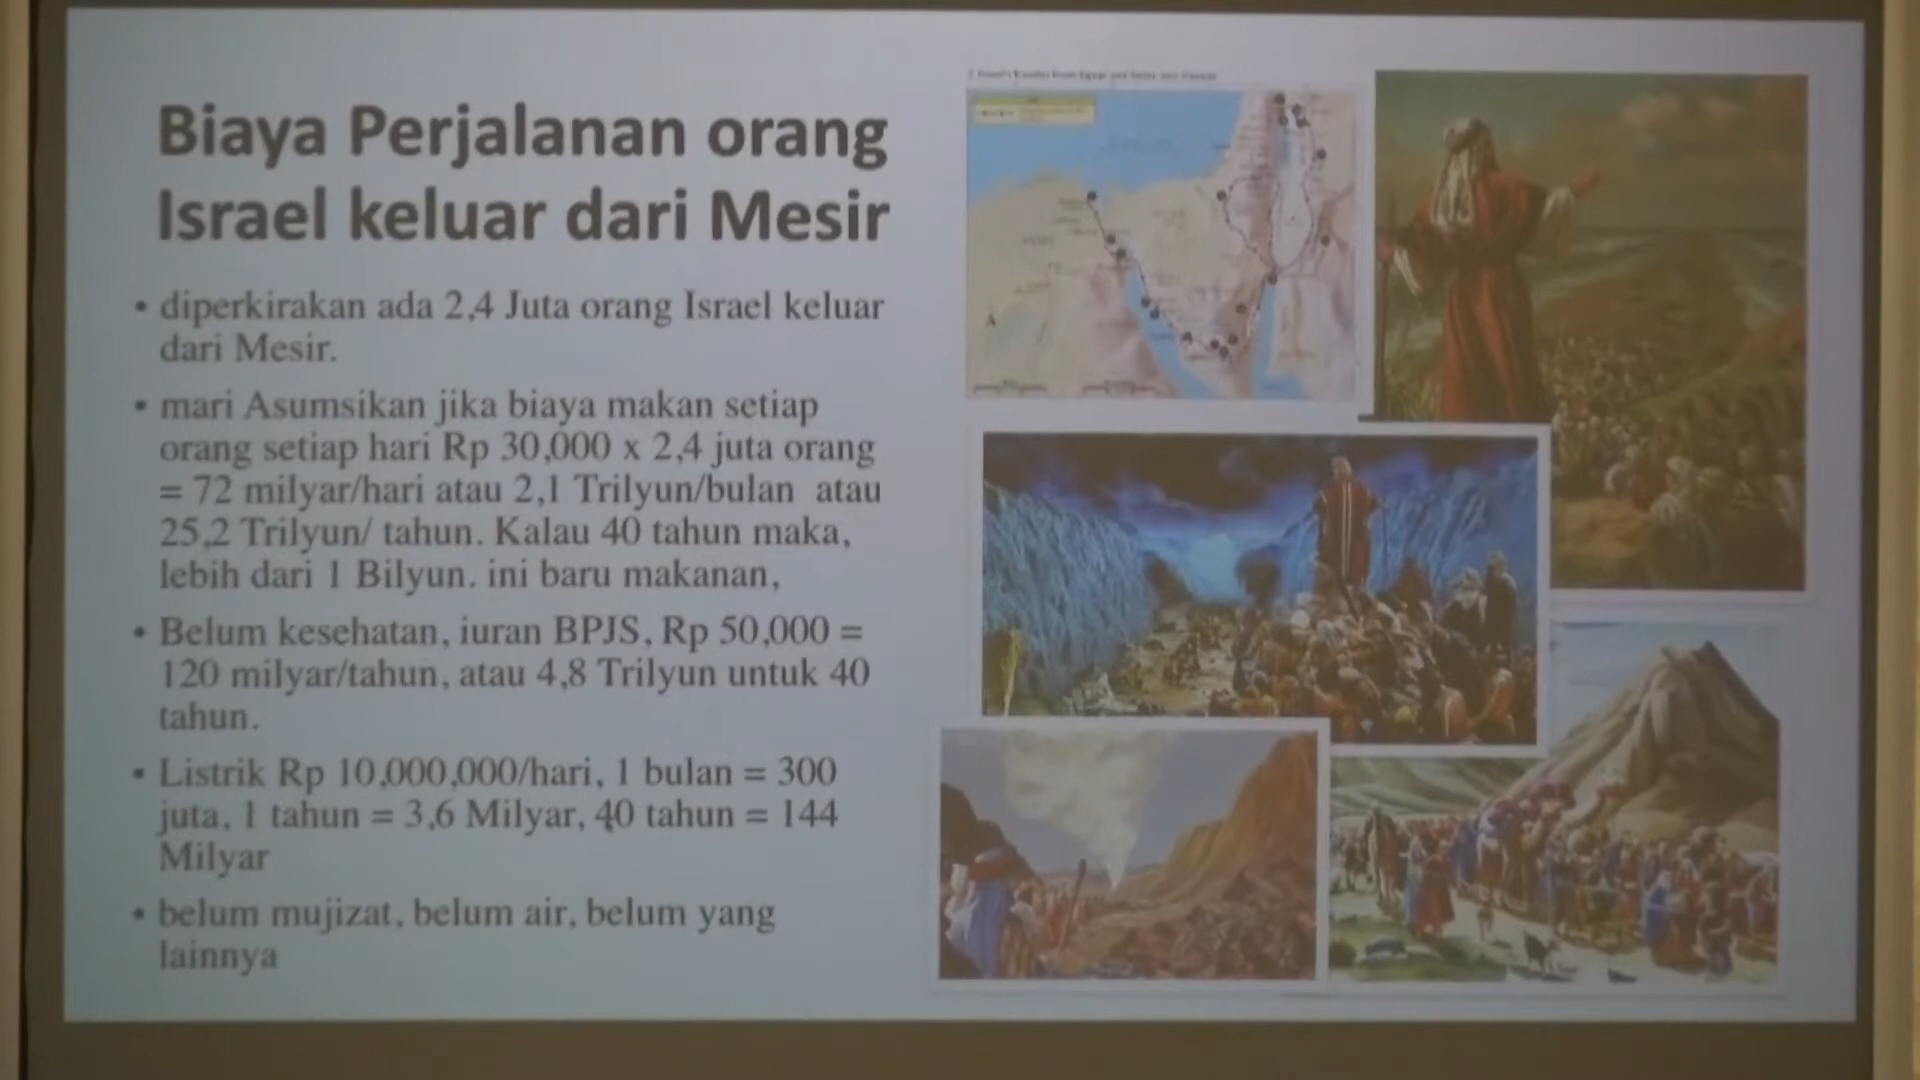 Biaya Perjalanan orang
Israel keluar dari Mesir
• diperkirakan ada 2,4 Juta orang Israel keluar
dari Mesir.
• mari Asumsikan jika biaya makan setiap
orang setiap hari Rp 30,000 x 2,4 juta orang
= 72 milyar/hari atau 2,1 Trilyun/bulan atau
25,2 Trilyun/ tahun. Kalau 40 tahun maka,
lebih dari 1 Bilyun. ini baru makanan,
• Belum kesehatan, iuran BPJS, Rp 50,000 =
120 milyar/tahun, atau 4,8 Trilyun untuk 40
tahun.
• Listrik Rp 10,000,000/hari, 1 bulan = 300
juta, 1 tahun = 3,6 Milyar, 40 tahun = 144
Milyar
• belum mujizat, belum air, belum yang
lainnya